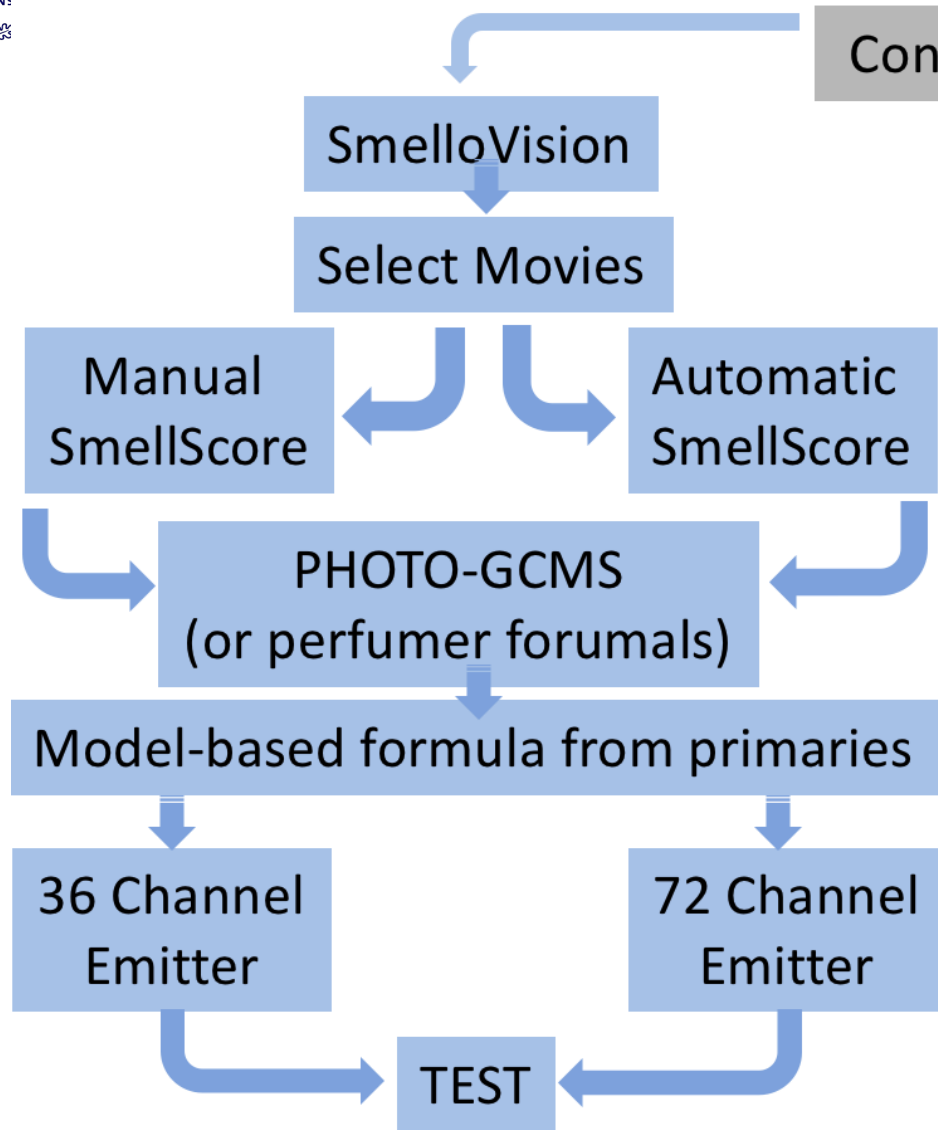 Con
SmelloVision
Select Movies
Manual
SmellScore
Automatic
SmellScore
PHOTO-GCMS
(or perfumer forumals)
Model-based formula from primaries
36 Channel
Emitter
72 Channel
Emitter
TEST